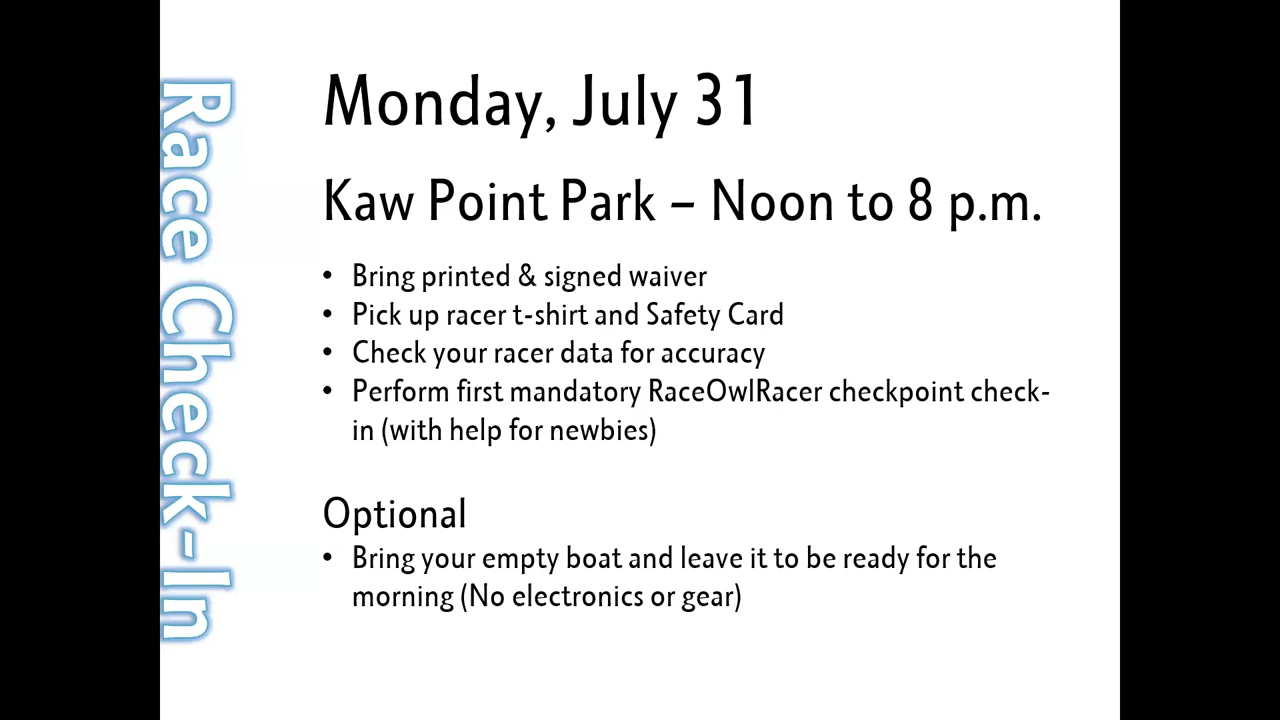 Race Check-In
Monday, July 31
Kaw Point Park – Noon to 8 p.m.
• Bring printed & signed waiver
• Pick up racer t-shirt and Safety Card
• Check your racer data for accuracy
• Perform first mandatory RaceOwlRacer checkpoint check-
in (with help for newbies)
Optional
• Bring your empty boat and leave it to be ready for the
morning (No electronics or gear)